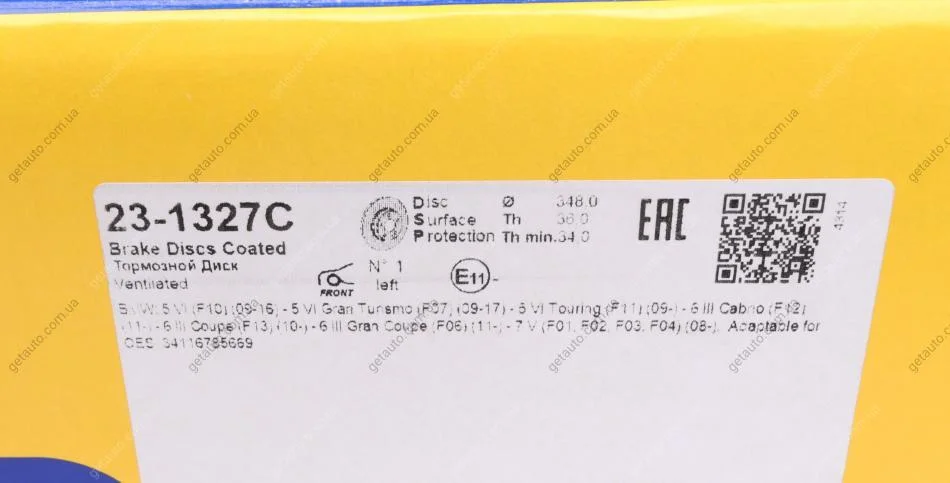 23-1327C
Brake Discs Coated
Тормозной Диск
Ventilated
Disc Ø 348.0
Surface Th 36.0
Protection Th min.34.0
FRONT
N° 1
left
E11 -
EAC
4314
BMW: 5 VI (F10) (09-16) - 5 VI Gran Turismo (F07) (09-17) - 5 VI Touring (F11) (09-) - 6 III Cabrio (F12)
(11-) - 6 III Coupe (F13) (10-) - 6 III Gran Coupe (F06) (11-) - 7 V (F01, F02, F03, F04) (08-). Adaptable for
OES: 34116785669
getauto.com.ua